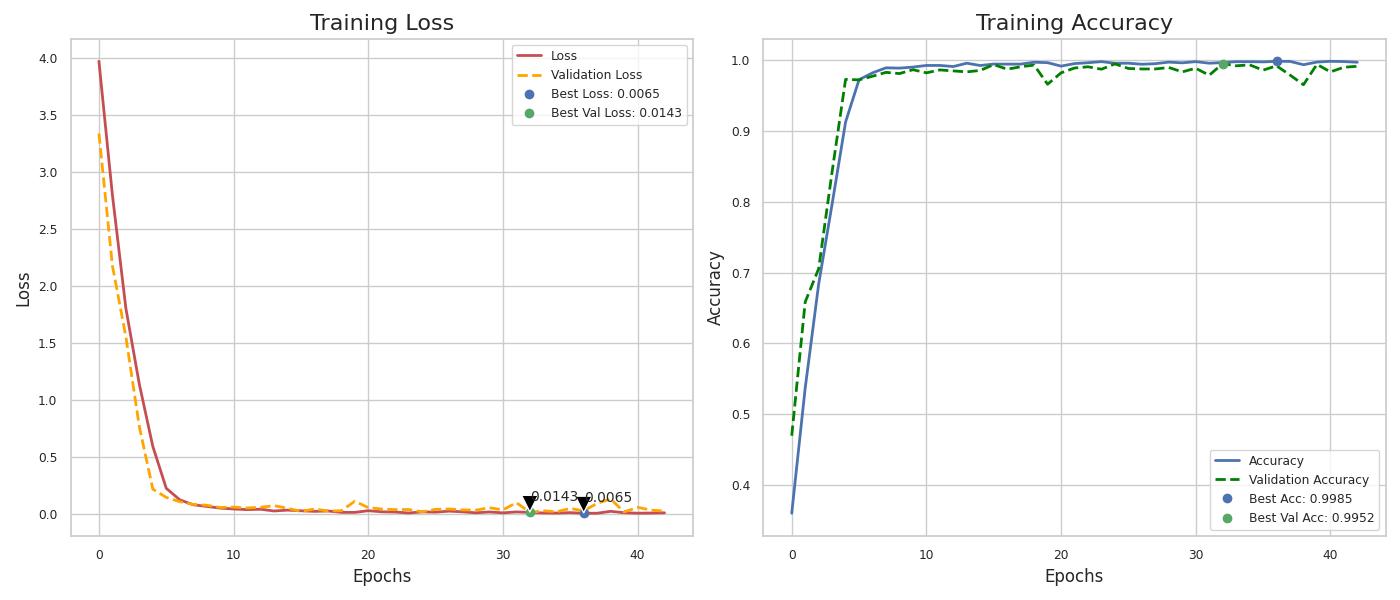 Training Loss
4.0
3.5
3.0
2.5
2.0
1.5
1.0
0.5
0.0
Loss
Loss
Validation Loss
Best Loss: 0.0065
Best Val Loss: 0.0143
0.0143
0.0065
0
10
20
30
40
Epochs
Training Accuracy
1.0
0.9
0.8
0.7
0.6
0.5
0.4
Accuracy
Accuracy
Validation Accuracy
Best Acc: 0.9985
Best Val Acc: 0.9952
0
10
20
30
40
Epochs